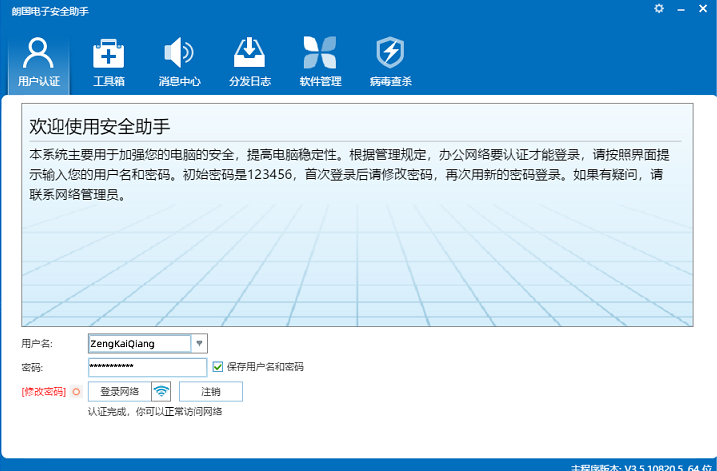 朗国电子安全助手
用户认证
工具箱
消息中心
分发日志
软件管理
病毒查杀
欢迎使用安全助手
本系统主要用于加强您的电脑的安全，提高电脑稳定性。根据管理规定，办公网络要认证才能登录，请按照界面提
示输入您的用户名和密码。初始密码是123456，首次登录后请修改密码，再次用新的密码登录。如果有疑问，请
联系网络管理员。
用户名:
ZengKaiQiang
密码:
***********
保存用户名和密码
[修改密码]
登录网络
注销
认证完成，你可以正常访问网络
主程序版本: V3.5.10820.5_64 位